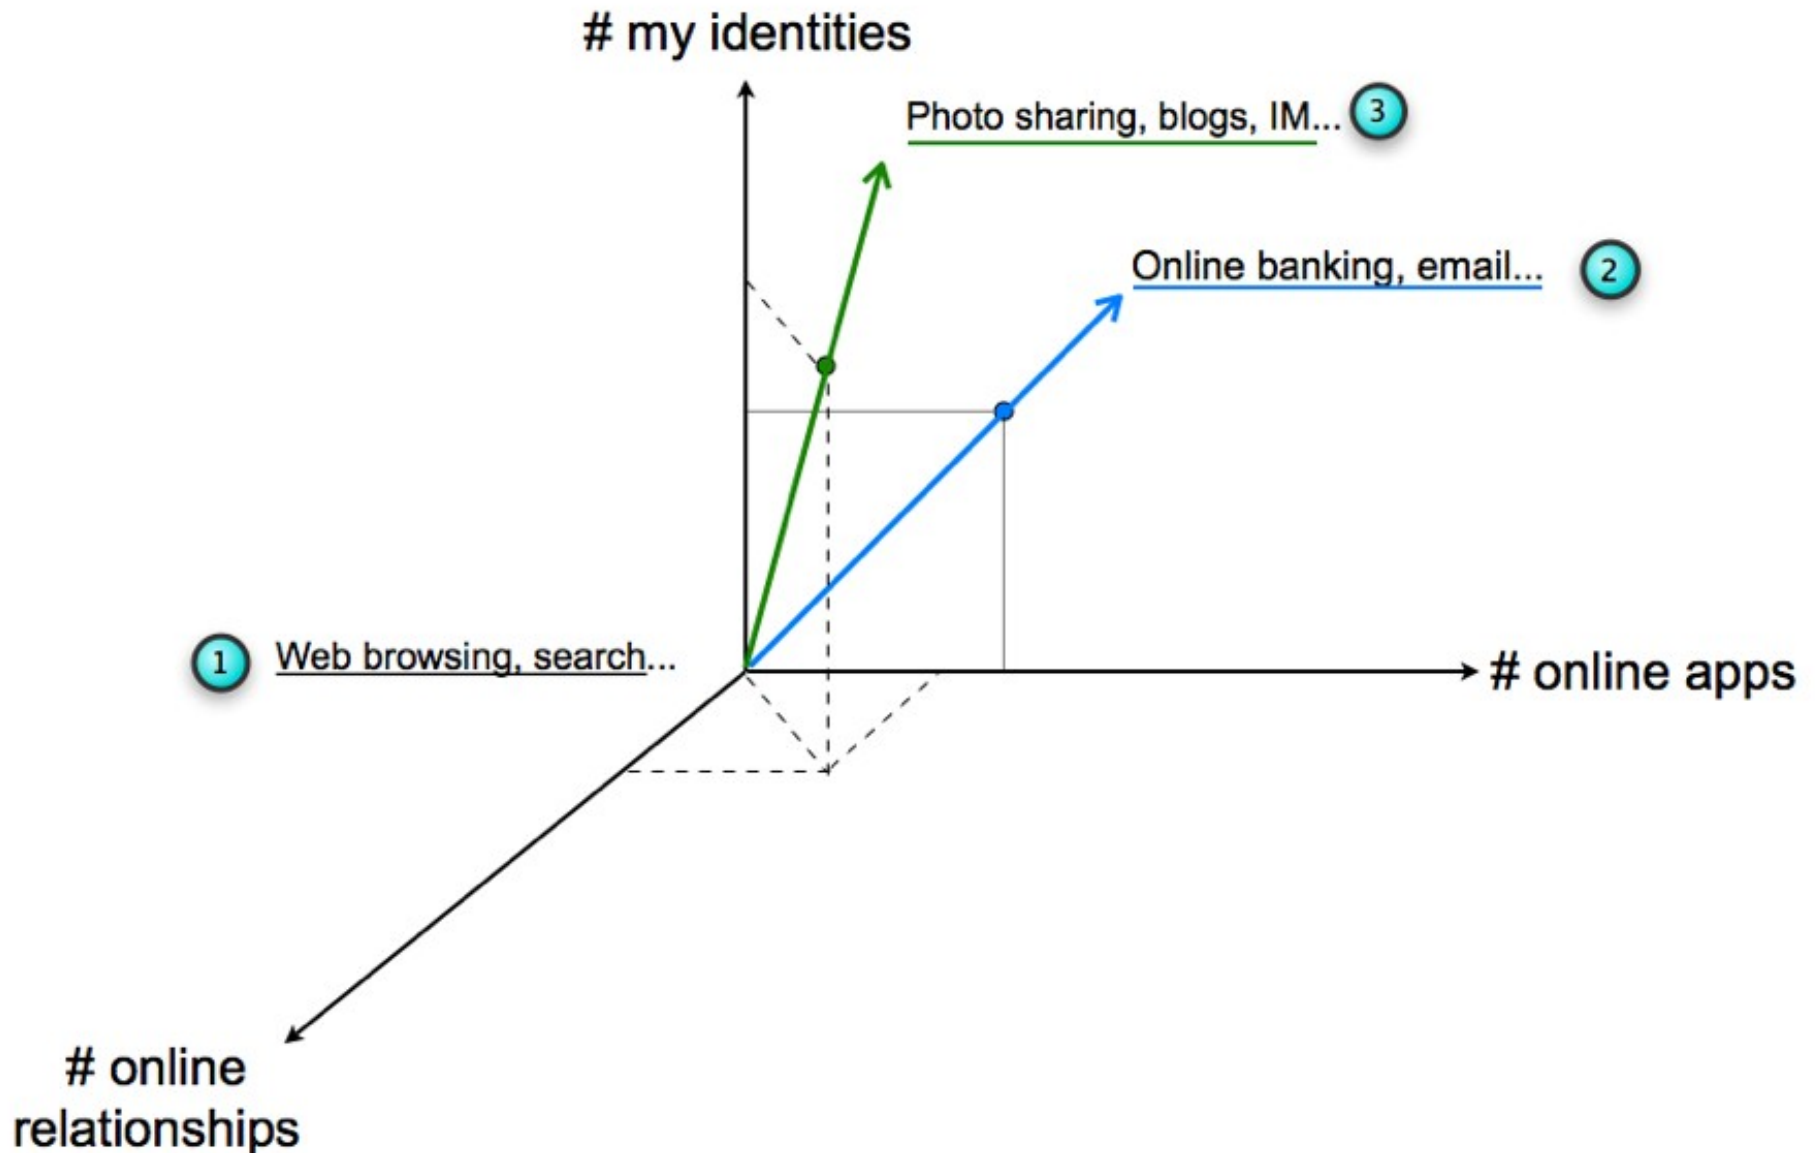 # my identities
Photo sharing, blogs, IM... 3
Online banking, email... 2
1 Web browsing, search...
# online apps
# online
relationships